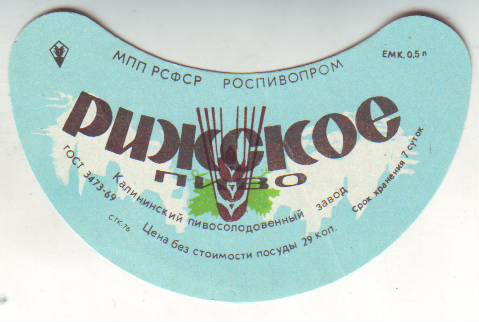 МПП РСФСР РОСПИВОПРОМ
ЕМК. 0,5 л
РИЖСКОЕ
ПИВО
ГОСТ 3473-69
Калининский пивосолодовенный завод
Срок хранения 7 суток
СТК-76
Цена без стоимости посуды 29 коп.